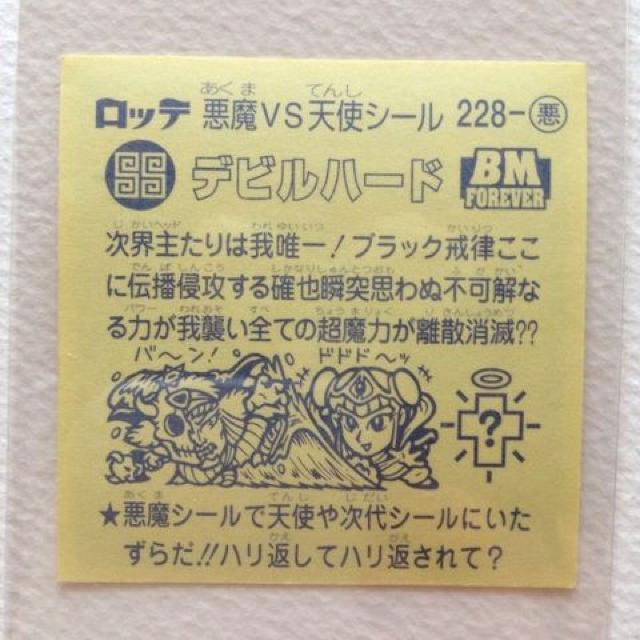 ロッテ 悪魔VS天使シール 228-悪
デビルハード BM FOREVER
次界主たりは我唯一！ブラック戒律ここ
に伝播侵攻する確也瞬突思わぬ不可解な
る力が我襲い全ての超魔力が離散消滅??
バ〜ン! ドドド〜ッ
?
★悪魔シールで天使や次代シールにいた
ずらだ!!ハリ返してハリ返されて？